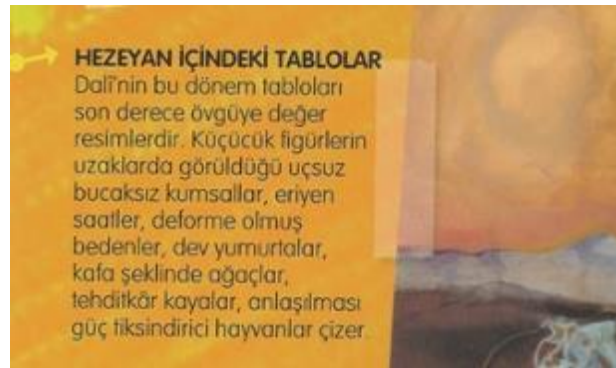 HEZEYAN İÇİNDEKİ TABLOLAR
Dalî'nin bu dönem tabloları
son derece övgüye değer
resimlerdir. Küçücük figürlerin
uzaklarda görüldüğü uçsuz
bucaksız kumsallar, eriyen
saatler, deforme olmuş
bedenler, dev yumurtalar,
kafa şeklinde ağaçlar,
tehditkâr kayalar, anlaşılması
güç tiksindirici hayvanlar çizer.